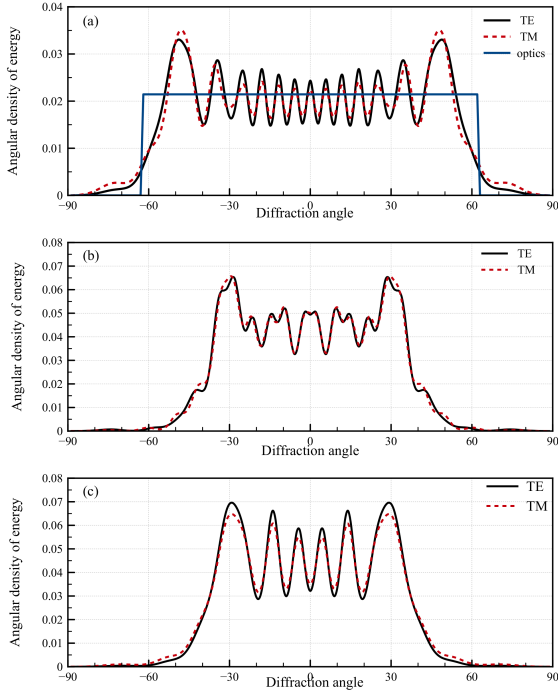 (a)
TE
TM
optics
Angular density of energy
0.04
0.03
0.02
0.01
0
−90 −60 −30 0 30 60 90
Diffraction angle
(b)
TE
TM
Angular density of energy
0.08
0.07
0.06
0.05
0.04
0.03
0.02
0.01
0
−90 −60 −30 0 30 60 90
Diffraction angle
(c)
TE
TM
Angular density of energy
0.08
0.07
0.06
0.05
0.04
0.03
0.02
0.01
0
−90 −60 −30 0 30 60 90
Diffraction angle